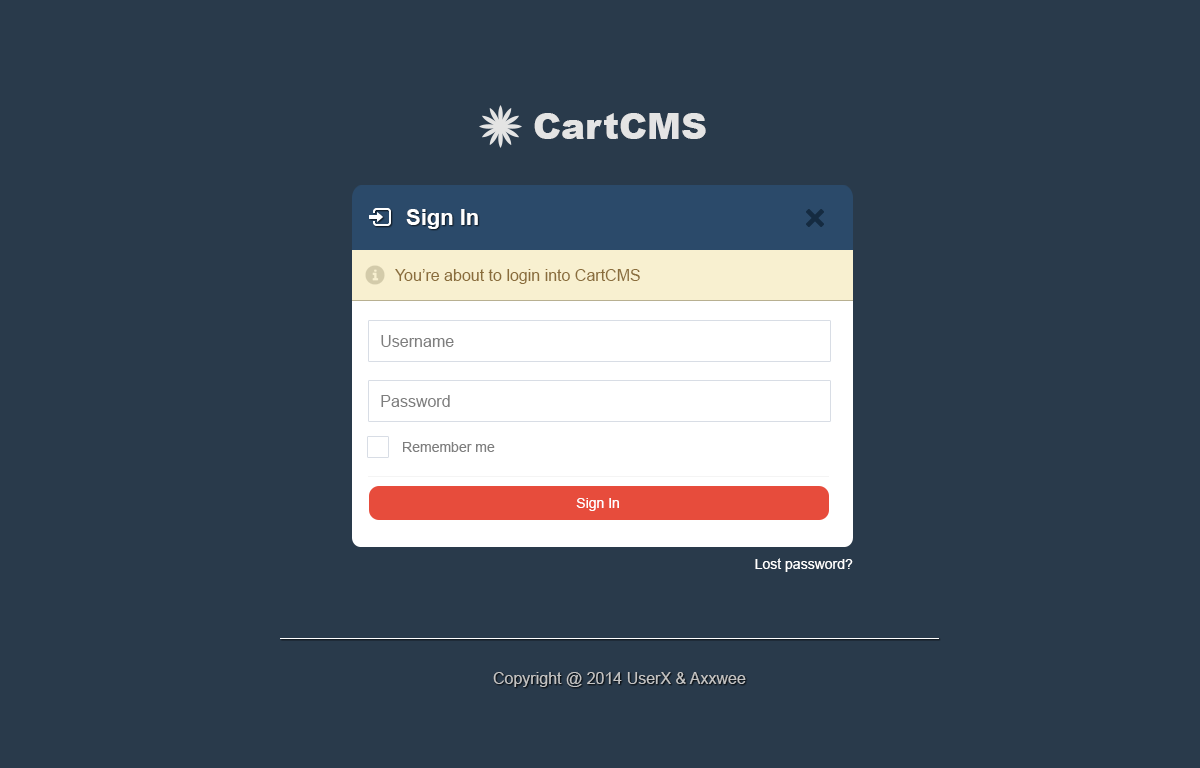 CartCMS
Sign In
You’re about to login into CartCMS
Username
Password
Remember me
Sign In
Lost password?
Copyright @ 2014 UserX & Axxwee